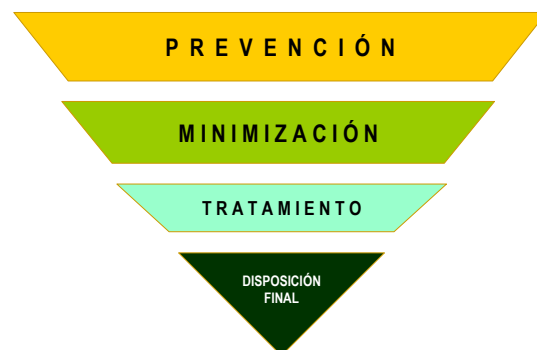 PREVENCIÓN
MINIMIZACIÓN
TRATAMIENTO
DISPOSICIÓN
FINAL